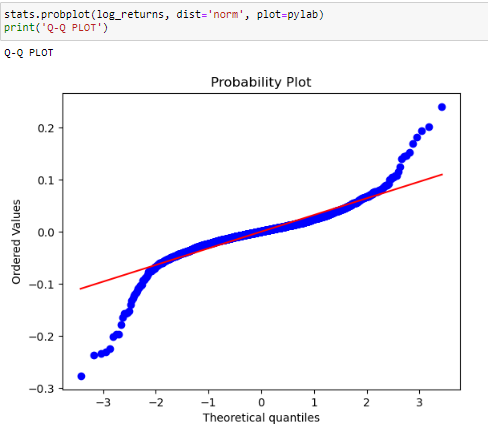 stats.probplot(log_returns, dist='norm', plot=pylab)
print('Q-Q PLOT')
Q-Q PLOT
Probability Plot
Ordered Values
0.2
0.1
0.0
−0.1
−0.2
−0.3
−3 −2 −1 0 1 2 3
Theoretical quantiles